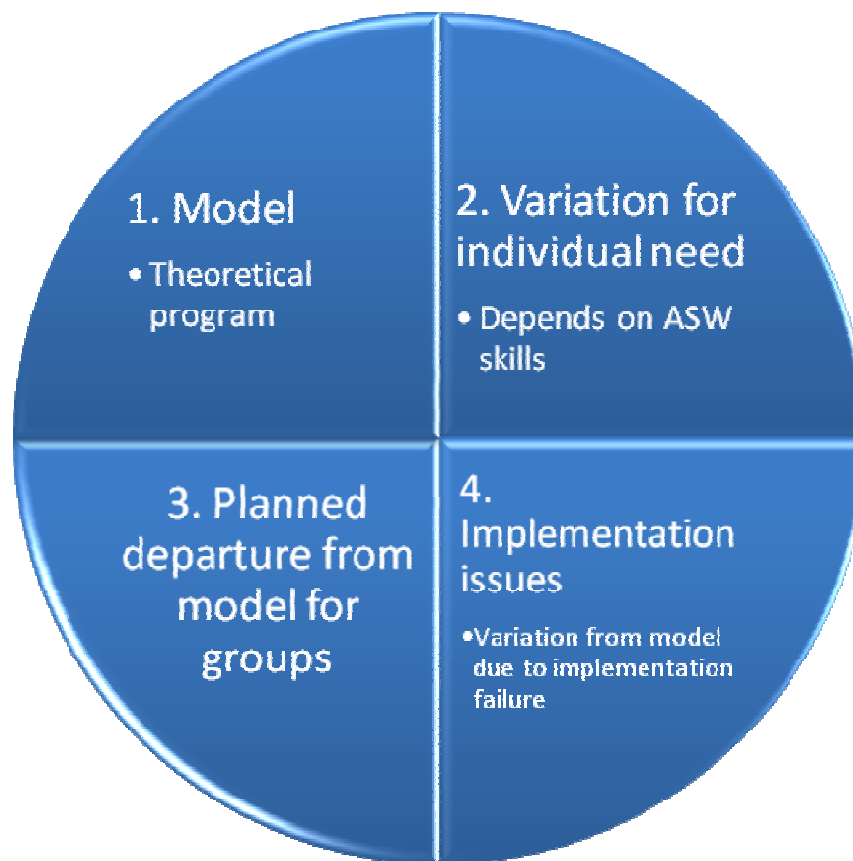 1. Model
• Theoretical
program
2. Variation for
individual need
• Depends on ASW
skills
3. Planned
departure from
model for
groups
4.
Implementation
issues
•Variation from model
due to implementation
failure